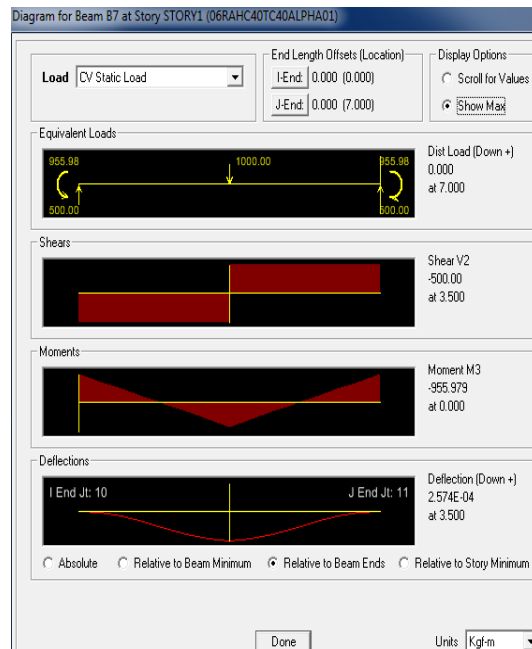 Diagram for Beam B7 at Story STORY1 (06RAHC40TC40ALPHA01)
Load CV Static Load
End Length Offsets (Location)
I-End: 0.000 (0.000)
J-End: 0.000 (7.000)
Display Options
Scroll for Values
Show Max
Equivalent Loads
955.98 1000.00 955.98
500.00 500.00
Dist Load (Down +)
0.000
at 7.000
Shears
Shear V2
-500.00
at 3.500
Moments
Moment M3
-955.979
at 0.000
Deflections
I End Jt: 10 J End Jt: 11
Deflection (Down +)
2.574E-04
at 3.500
Absolute Relative to Beam Minimum Relative to Beam Ends Relative to Story Minimum
Done Units Kgf-m